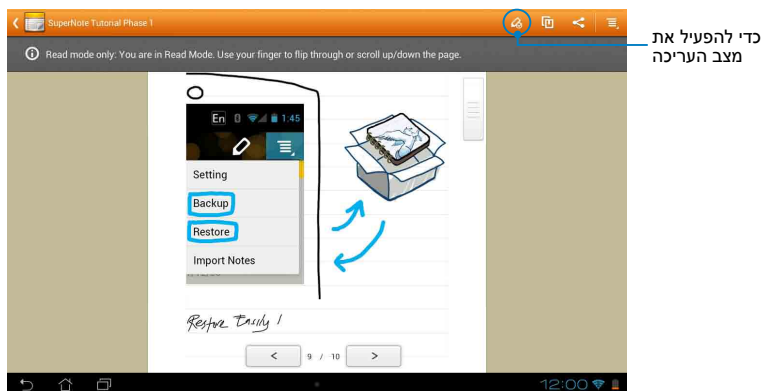 SuperNote Tutorial Phase 1
כדי להפעיל את
מצב העריכה
Read mode only: You are in Read Mode. Use your finger to flip through or scroll up/down the page.
En 1:45
Setting
Backup
Restore
Import Notes
Restore Easily !
9 / 10
12:00